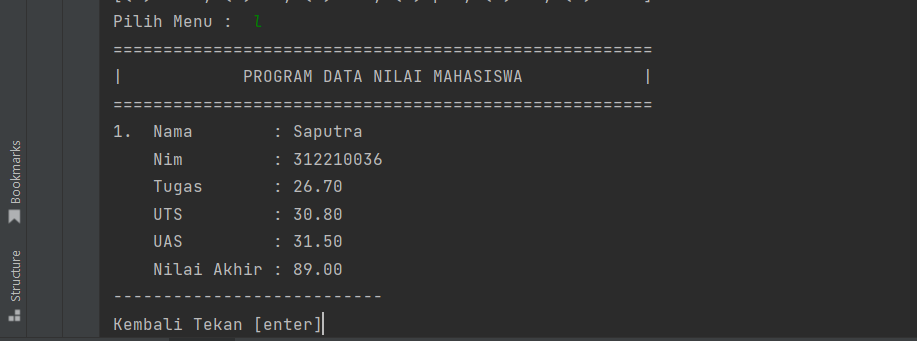 Pilih Menu :  l
======================================================
|            PROGRAM DATA NILAI MAHASISWA            |
======================================================
1.  Nama        : Saputra
    Nim         : 312210036
    Tugas       : 26.70
    UTS         : 30.80
    UAS         : 31.50
    Nilai Akhir : 89.00
---------------------------
Kembali Tekan [enter]
Bookmarks
Structure